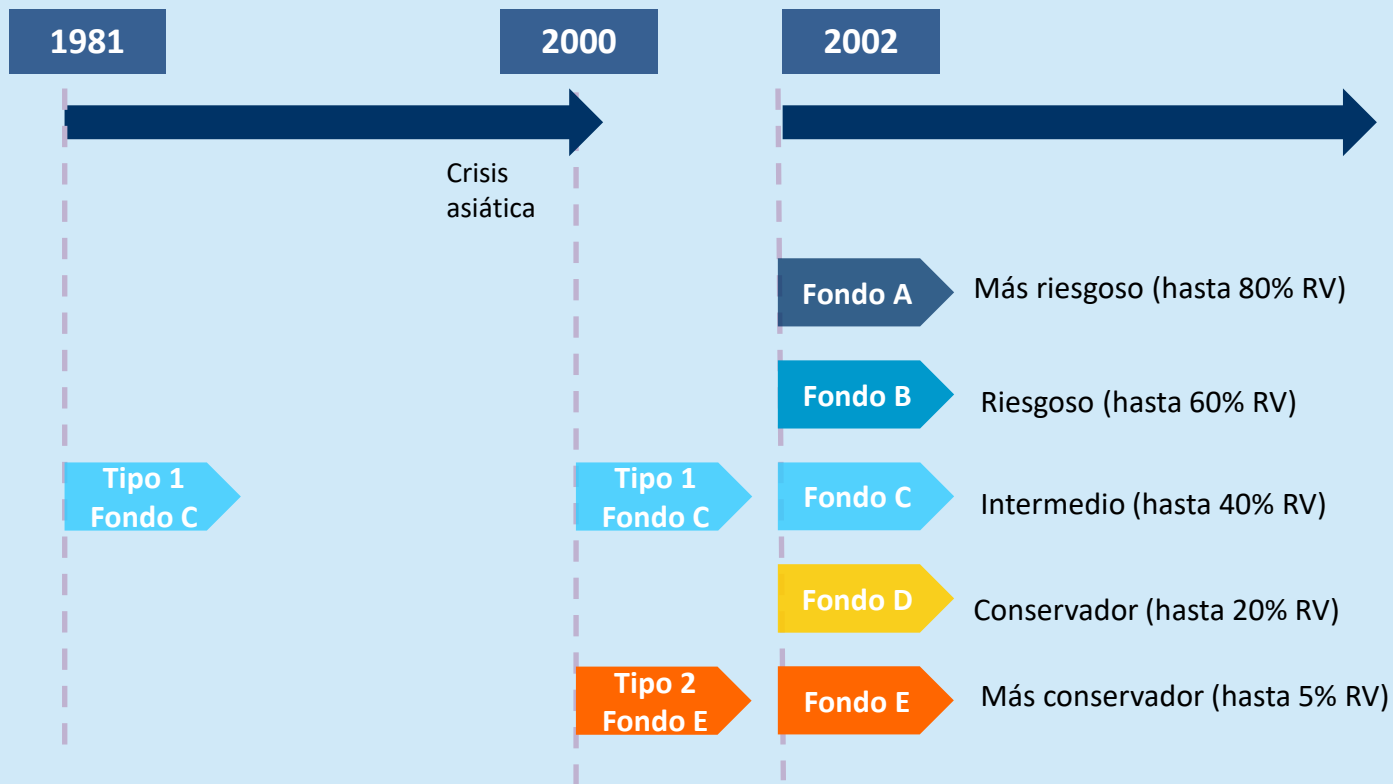 1981
2000
2002
Crisis
asiática
Fondo A
Más riesgoso (hasta 80% RV)
Fondo B
Riesgoso (hasta 60% RV)
Tipo 1
Fondo C
Tipo 1
Fondo C
Fondo C
Intermedio (hasta 40% RV)
Fondo D
Conservador (hasta 20% RV)
Tipo 2
Fondo E
Fondo E
Más conservador (hasta 5% RV)